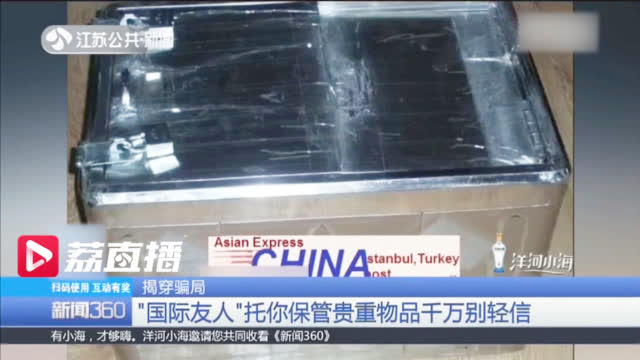 江苏公共·新闻
Asian Express
CHINA
Istanbul,Turkey
荔直播
洋河小海
扫码使用 互动有奖
揭穿骗局
新闻360
"国际友人"托你保管贵重物品千万别轻信
有小海，才够嗨。洋河小海邀请您共同收看《新闻360》